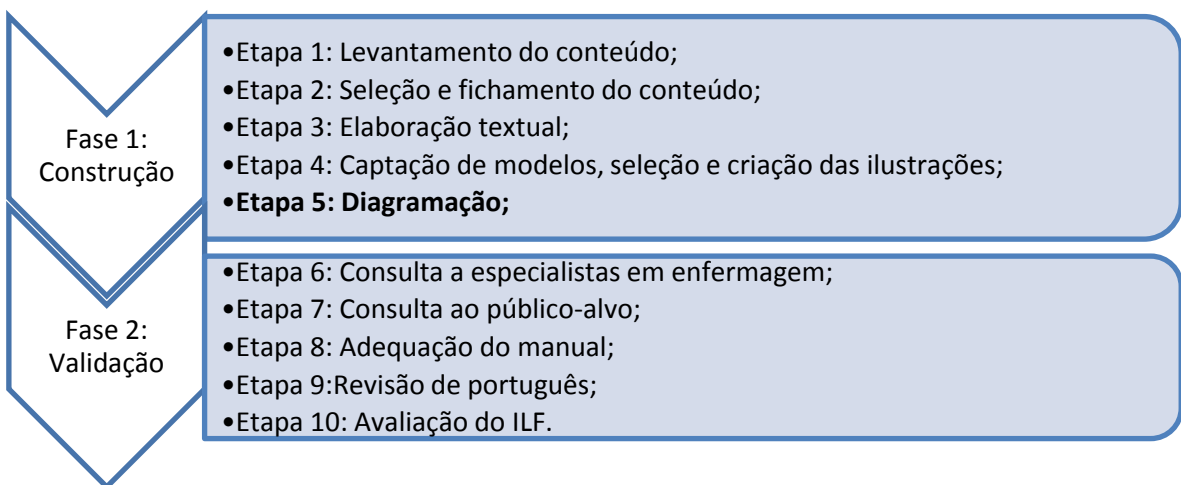 Fase 1:
Construção
•Etapa 1: Levantamento do conteúdo;
•Etapa 2: Seleção e fichamento do conteúdo;
•Etapa 3: Elaboração textual;
•Etapa 4: Captação de modelos, seleção e criação das ilustrações;
•Etapa 5: Diagramação;
Fase 2:
Validação
•Etapa 6: Consulta a especialistas em enfermagem;
•Etapa 7: Consulta ao público-alvo;
•Etapa 8: Adequação do manual;
•Etapa 9:Revisão de português;
•Etapa 10: Avaliação do ILF.